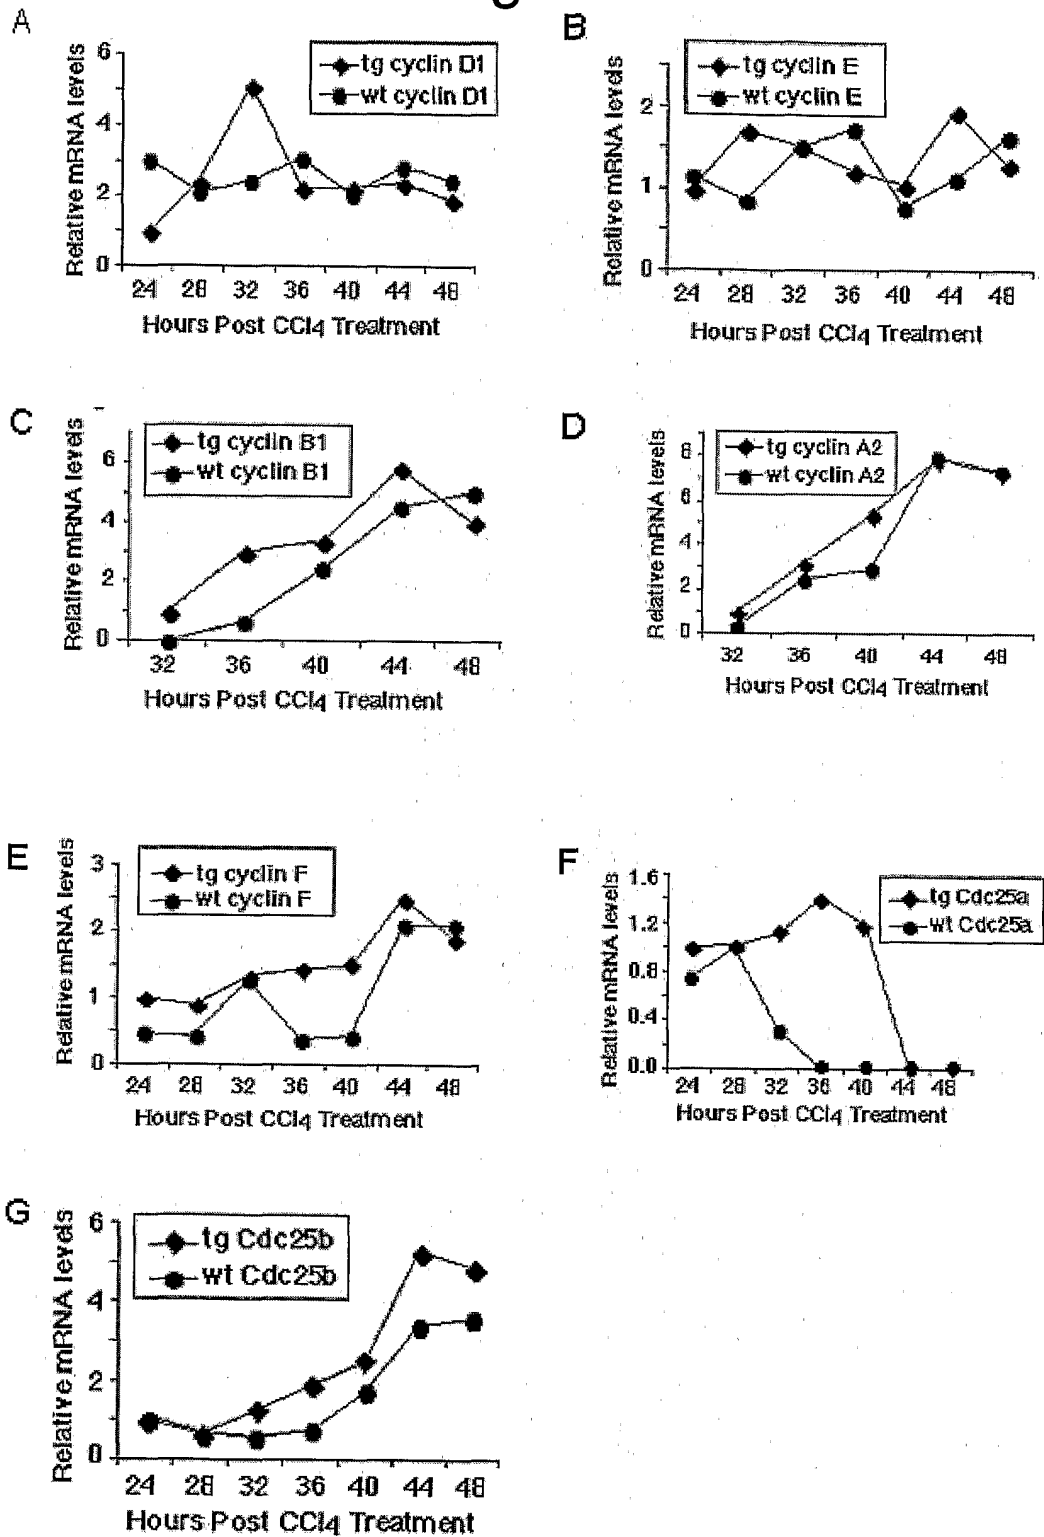 A
Relative mRNA levels
6
4
2
0
tg cyclin D1
wt cyclin D1
24 28 32 36 40 44 48
Hours Post CCl4 Treatment
B
Relative mRNA levels
2
1
0
tg cyclin E
wt cyclin E
24 28 32 36 40 44 48
Hours Post CCl4 Treatment
C
Relative mRNA levels
6
4
2
0
tg cyclin B1
wt cyclin B1
32 36 40 44 48
Hours Post CCl4 Treatment
D
Relative mRNA levels
8
6
4
2
0
tg cyclin A2
wt cyclin A2
32 36 40 44 48
Hours Post CCl4 Treatment
E
Relative mRNA levels
3
2
1
0
tg cyclin F
wt cyclin F
24 28 32 36 40 44 48
Hours Post CCl4 Treatment
F
Relative mRNA levels
1.6
1.2
0.8
0.4
0.0
tg Cdc25a
wt Cdc25a
24 28 32 36 40 44 48
Hours Post CCl4 Treatment
G
Relative mRNA levels
6
4
2
0
tg Cdc25b
wt Cdc25b
24 28 32 36 40 44 48
Hours Post CCl4 Treatment